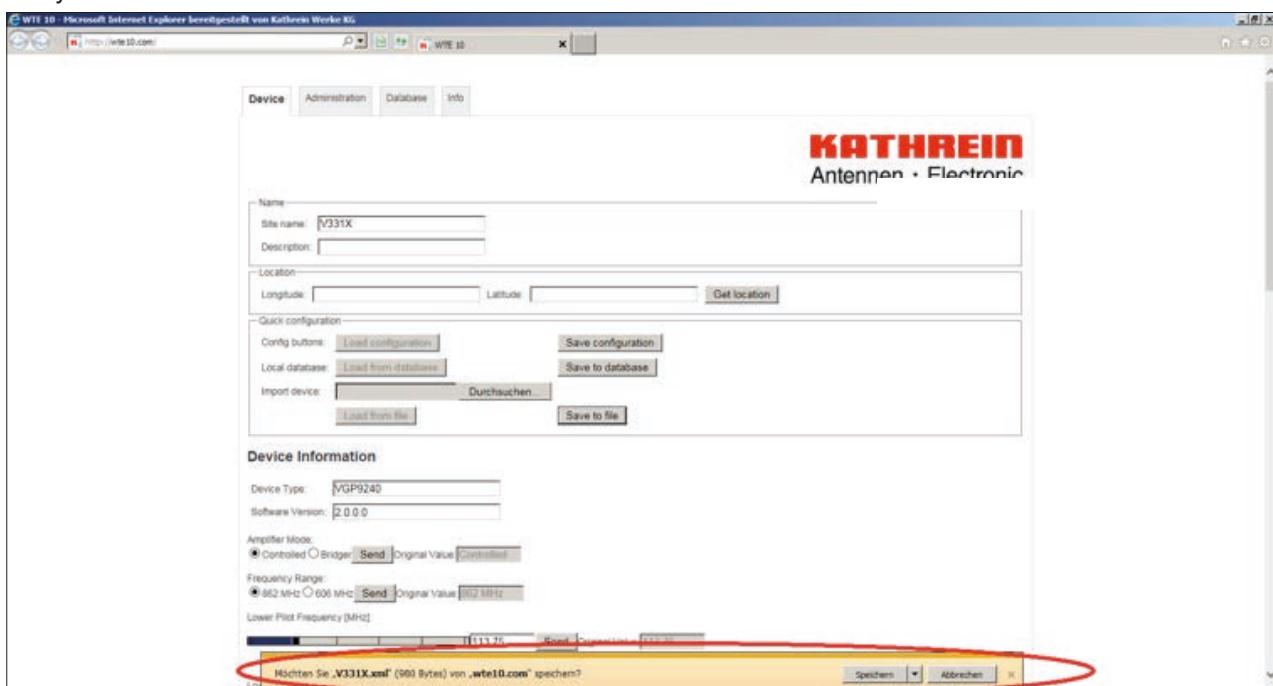 WTE 10 - Microsoft Internet Explorer bereitgestellt von Kathrein Werke KG
http://wte10.com/ WTE 10
Device Administration Database Info
KATHREIN
Antennen · Electronic
Name
Site name: V331X
Description:
Location
Longitude: Latitude: Get location
Quick configuration
Config buttons: Load configuration Save configuration
Local database: Load from database Save to database
Import device: Durchsuchen...
Load from file Save to file
Device Information
Device Type: VGP9240
Software Version: 2.0.0.0
Amplifier Mode:
Controlled Bridger Send Original Value Controlled
Frequency Range:
862 MHz 606 MHz Send Original Value 862 MHz
Lower Pilot Frequency [MHz]
113.75 Send Original Value 113.75
Möchten Sie „V331X.xml“ (980 Bytes) von „wte10.com“ speichern? Speichern Abbrechen